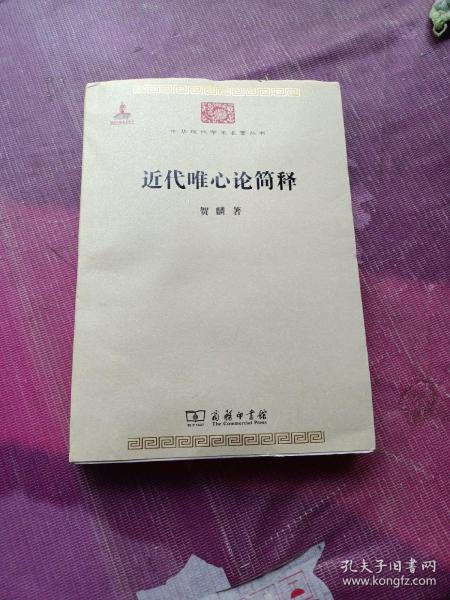 中华现代学术名著丛书
近代唯心论简释
贺麟著
商务印书馆
The Commercial Press
孔夫子旧书网
www.kongfz.com